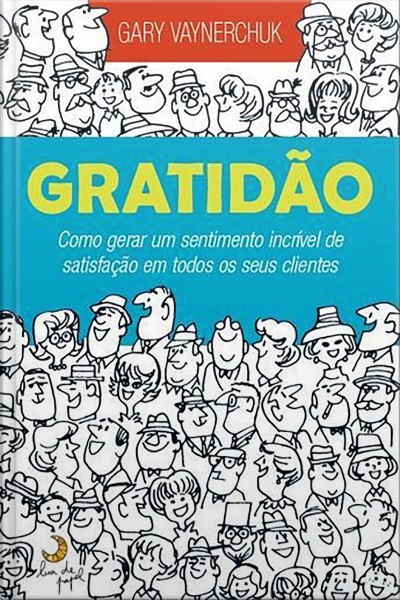 GARY VAYNERCHUK
GRATIDÃO
Como gerar um sentimento incrível de
satisfação em todos os seus clientes
lua de papel